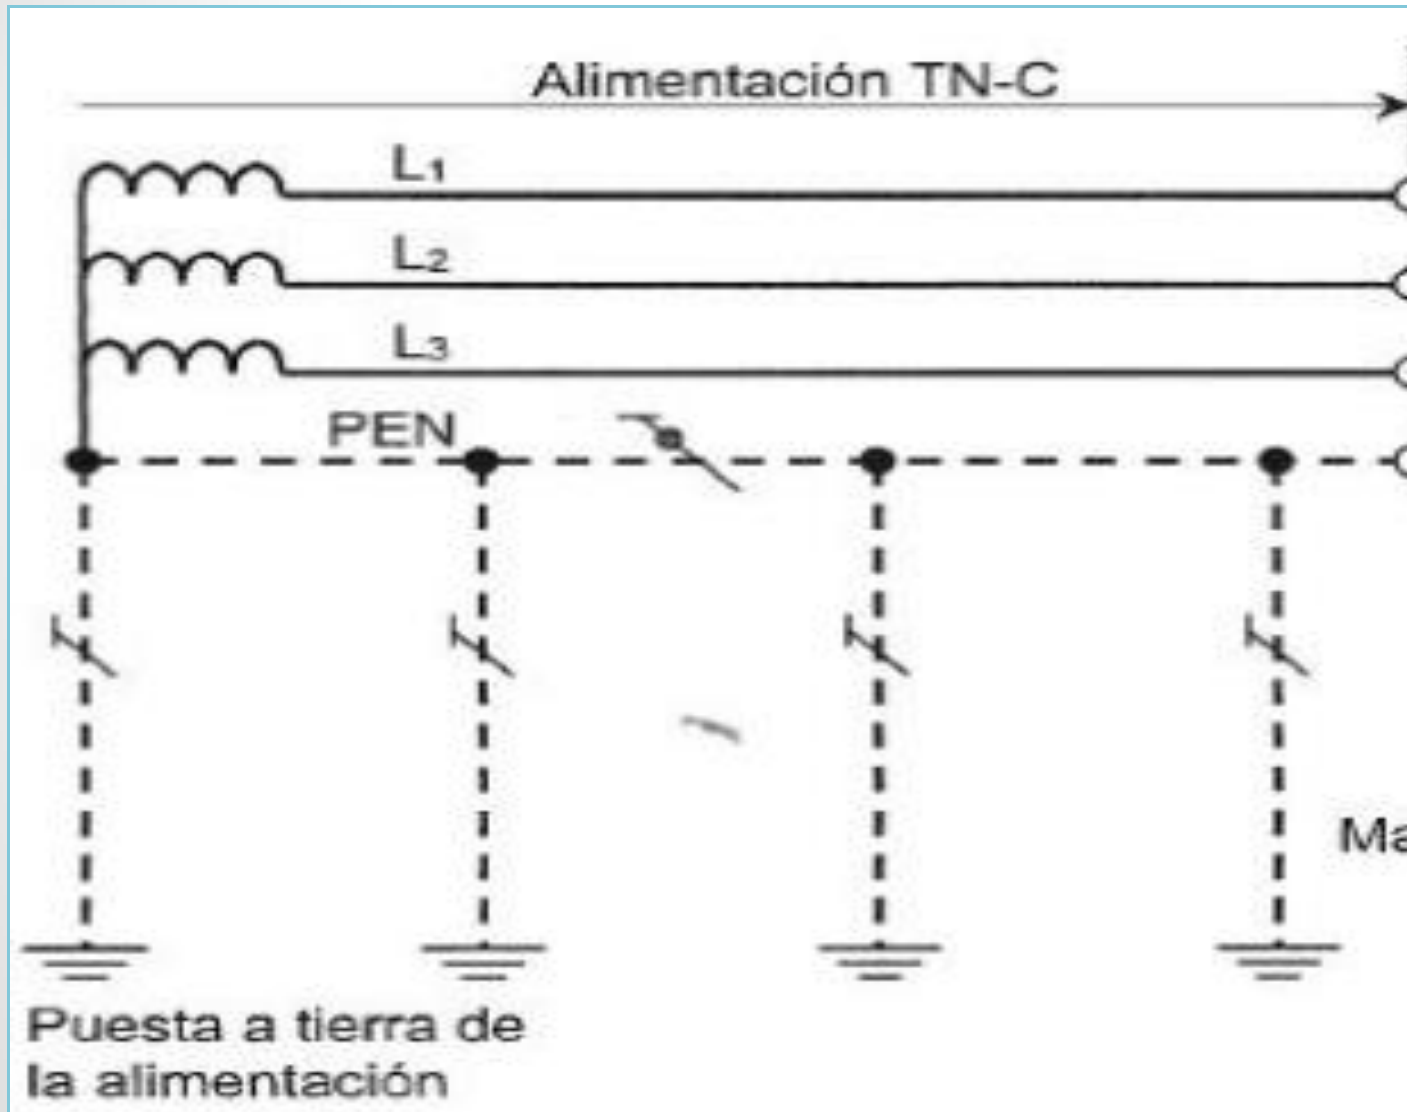 Alimentación TN-C
L1
L2
L3
PEN
Puesta a tierra de
la alimentación